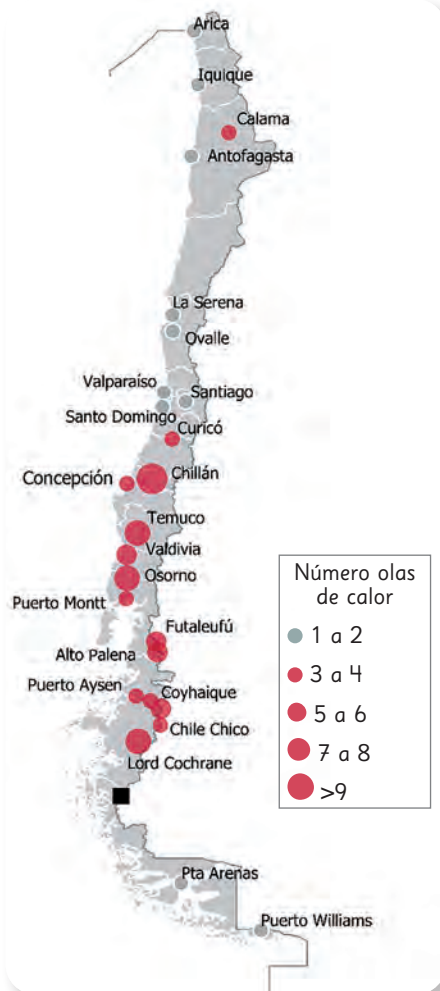 Arica
Iquique
Calama
Antofagasta
La Serena
Ovalle
Valparaíso
Santiago
Santo Domingo
Curicó
Concepción
Chillán
Temuco
Valdivia
Osorno
Puerto Montt
Futaleufú
Alto Palena
Puerto Aysen
Coyhaique
Chile Chico
Lord Cochrane
Pta Arenas
Puerto Williams
Número olas
de calor
1 a 2
3 a 4
5 a 6
7 a 8
>9